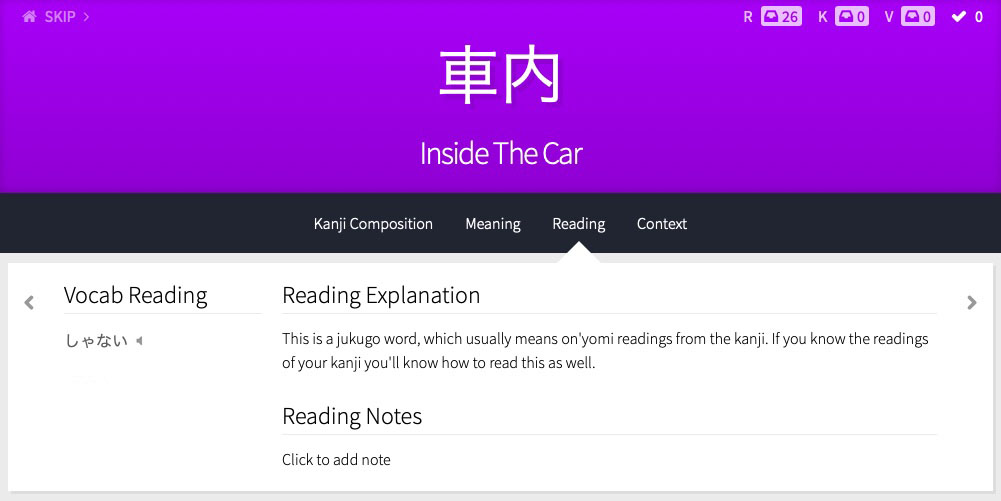 SKIP
R 26 K 0 V 0 0
車内
Inside The Car
Kanji Composition Meaning Reading Context
Vocab Reading
しゃない
Reading Explanation
This is a jukugo word, which usually means on'yomi readings from the kanji. If you know the readings
of your kanji you'll know how to read this as well.
Reading Notes
Click to add note